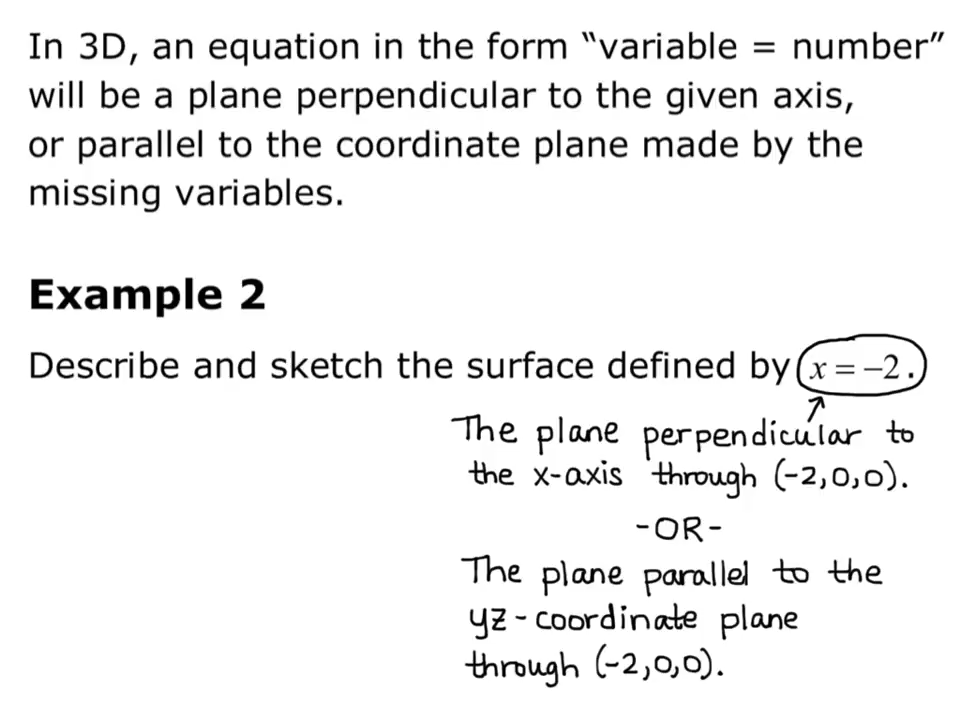 In 3D, an equation in the form “variable = number”
will be a plane perpendicular to the given axis,
or parallel to the coordinate plane made by the
missing variables.
Example 2
Describe and sketch the surface defined by x = −2.
The plane perpendicular to
the x-axis through (-2,0,0).
-OR-
The plane parallel to the
yz-coordinate plane
through (-2,0,0).